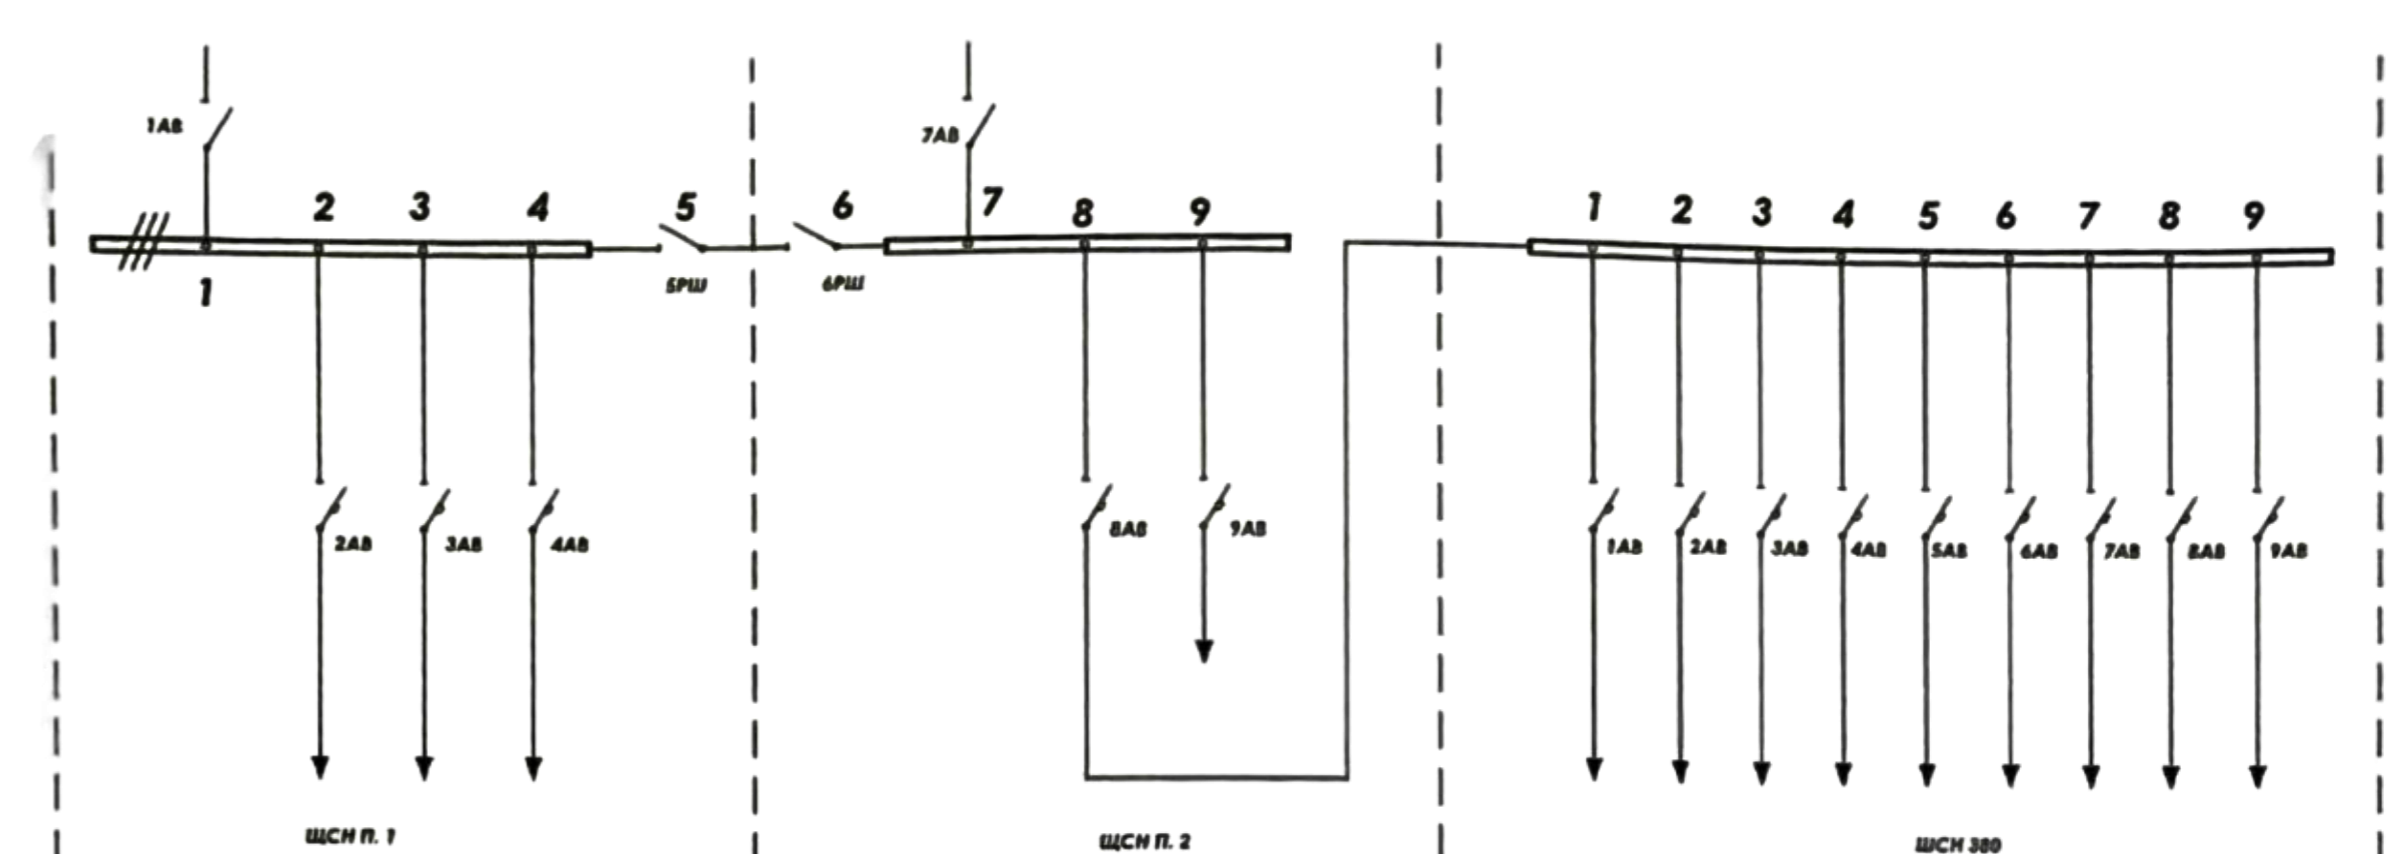 1АВ
7АВ
2 3 4 5 6 7 8 9
1 2 3 4 5 6 7 8 9
1
5РШ 6РШ
2АВ 3АВ 4АВ
8АВ 9АВ
1АВ 2АВ 3АВ 4АВ 5АВ 6АВ 7АВ 8АВ 9АВ
ЩСН П. 1
ЩСН П. 2
ШСН 380